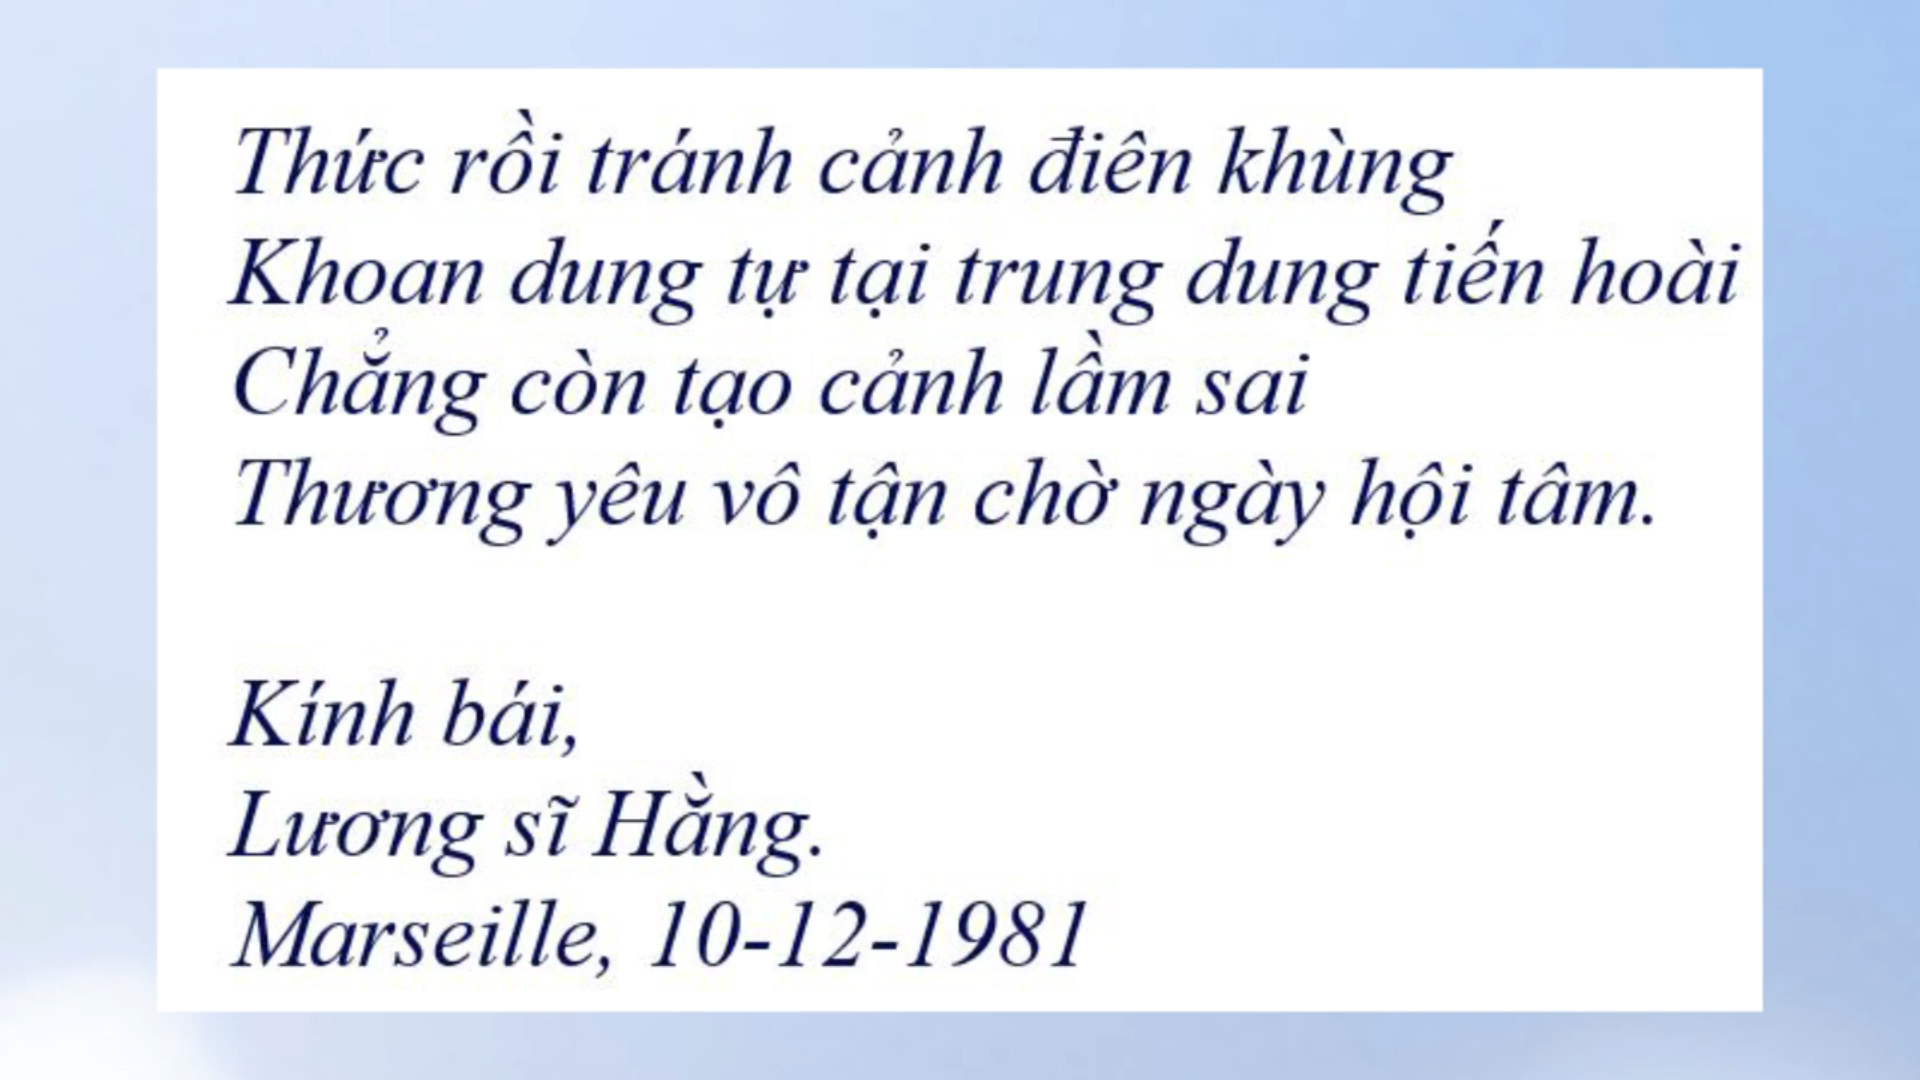 Thức rồi tránh cảnh điên khùng
Khoan dung tự tại trung dung tiến hoài
Chẳng còn tạo cảnh lầm sai
Thương yêu vô tận chờ ngày hội tâm.
Kính bái,
Lương sĩ Hằng.
Marseille, 10-12-1981